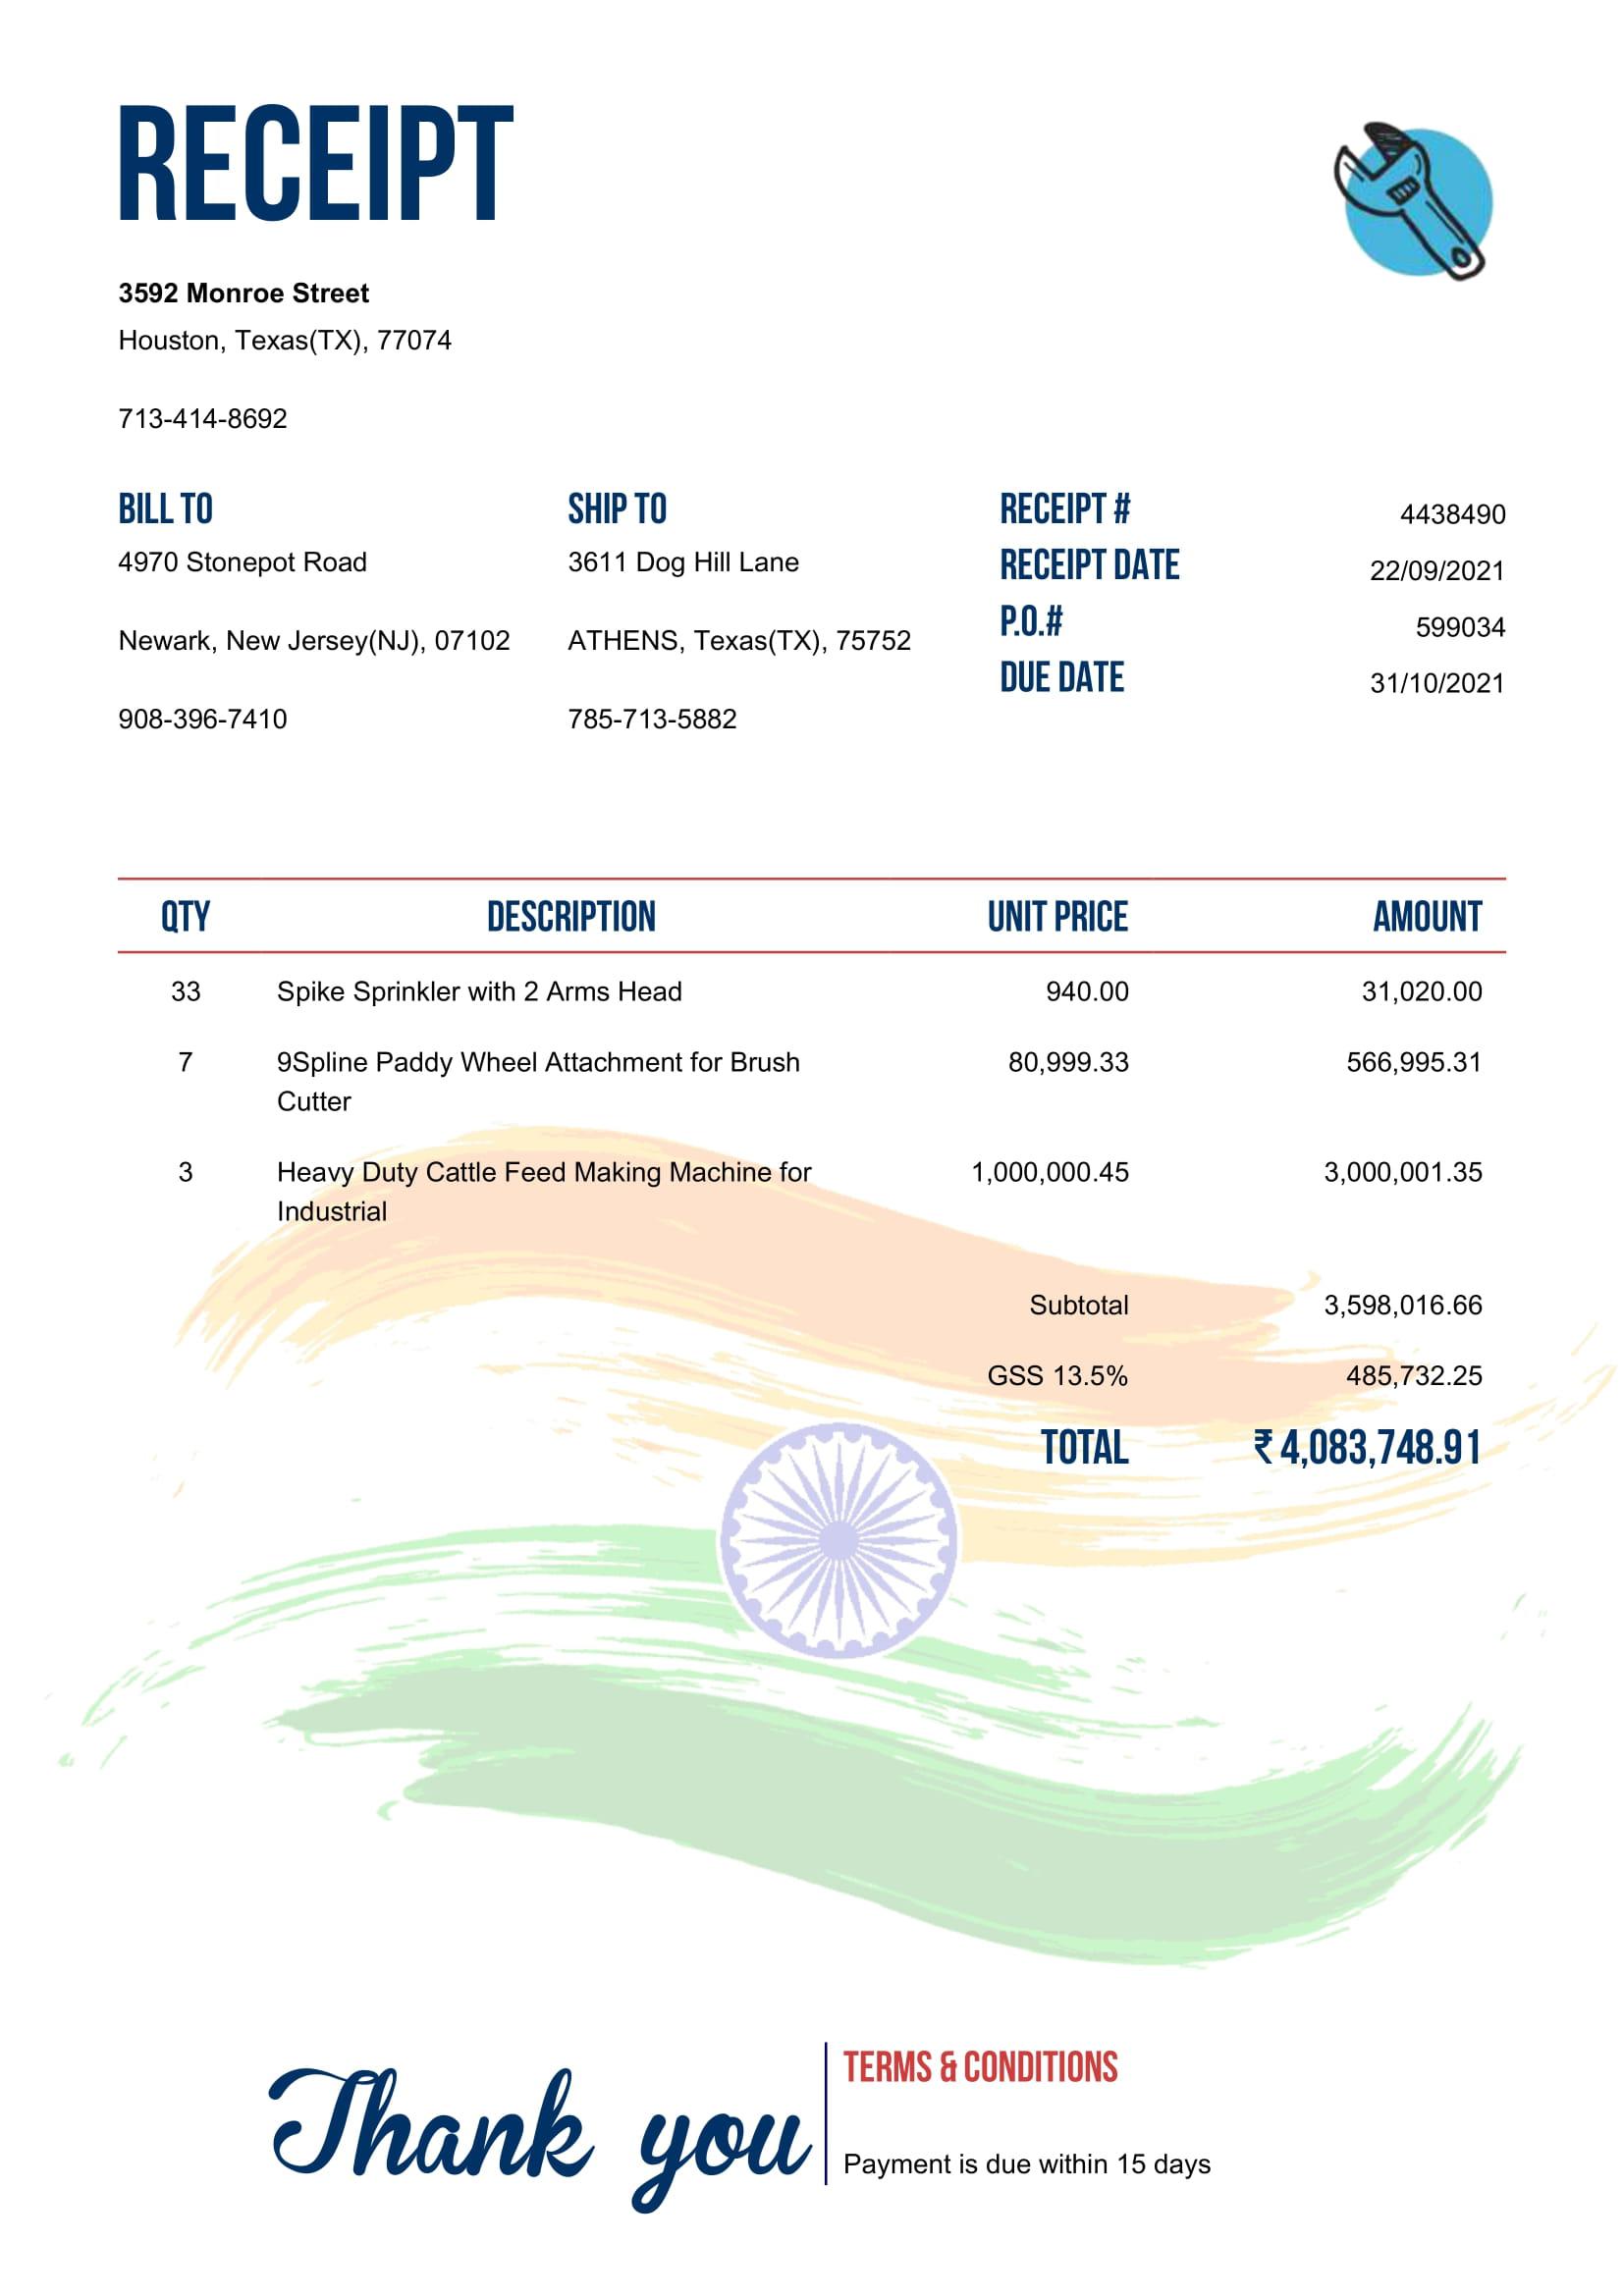 RECEIPT
3592 Monroe Street
Houston, Texas(TX), 77074
713-414-8692
BILL TO
4970 Stonepot Road
Newark, New Jersey(NJ), 07102
908-396-7410
SHIP TO
3611 Dog Hill Lane
ATHENS, Texas(TX), 75752
785-713-5882
RECEIPT # 4438490
RECEIPT DATE 22/09/2021
P.O.# 599034
DUE DATE 31/10/2021
QTY DESCRIPTION UNIT PRICE AMOUNT
33 Spike Sprinkler with 2 Arms Head 940.00 31,020.00
7 9Spline Paddy Wheel Attachment for Brush 80,999.33 566,995.31
Cutter
3 Heavy Duty Cattle Feed Making Machine for 1,000,000.45 3,000,001.35
Industrial
Subtotal 3,598,016.66
GSS 13.5% 485,732.25
TOTAL ₹ 4,083,748.91
Thank you
TERMS & CONDITIONS
Payment is due within 15 days